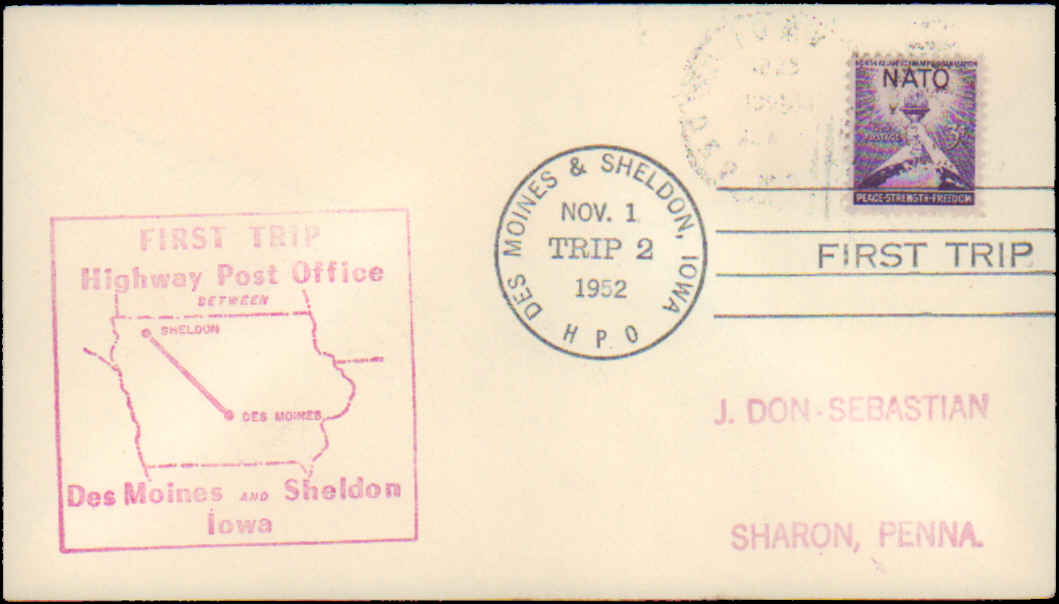 NATO
3¢
PEACE-STRENGTH-FREEDOM
DES MOINES & SHELDON, IOWA
NOV. 1
TRIP 2
1952
H P O
FIRST TRIP
FIRST TRIP
Highway Post Office
BETWEEN
SHELDON
DES MOINES
Des Moines AND Sheldon
Iowa
J. DON SEBASTIAN
SHARON, PENNA.